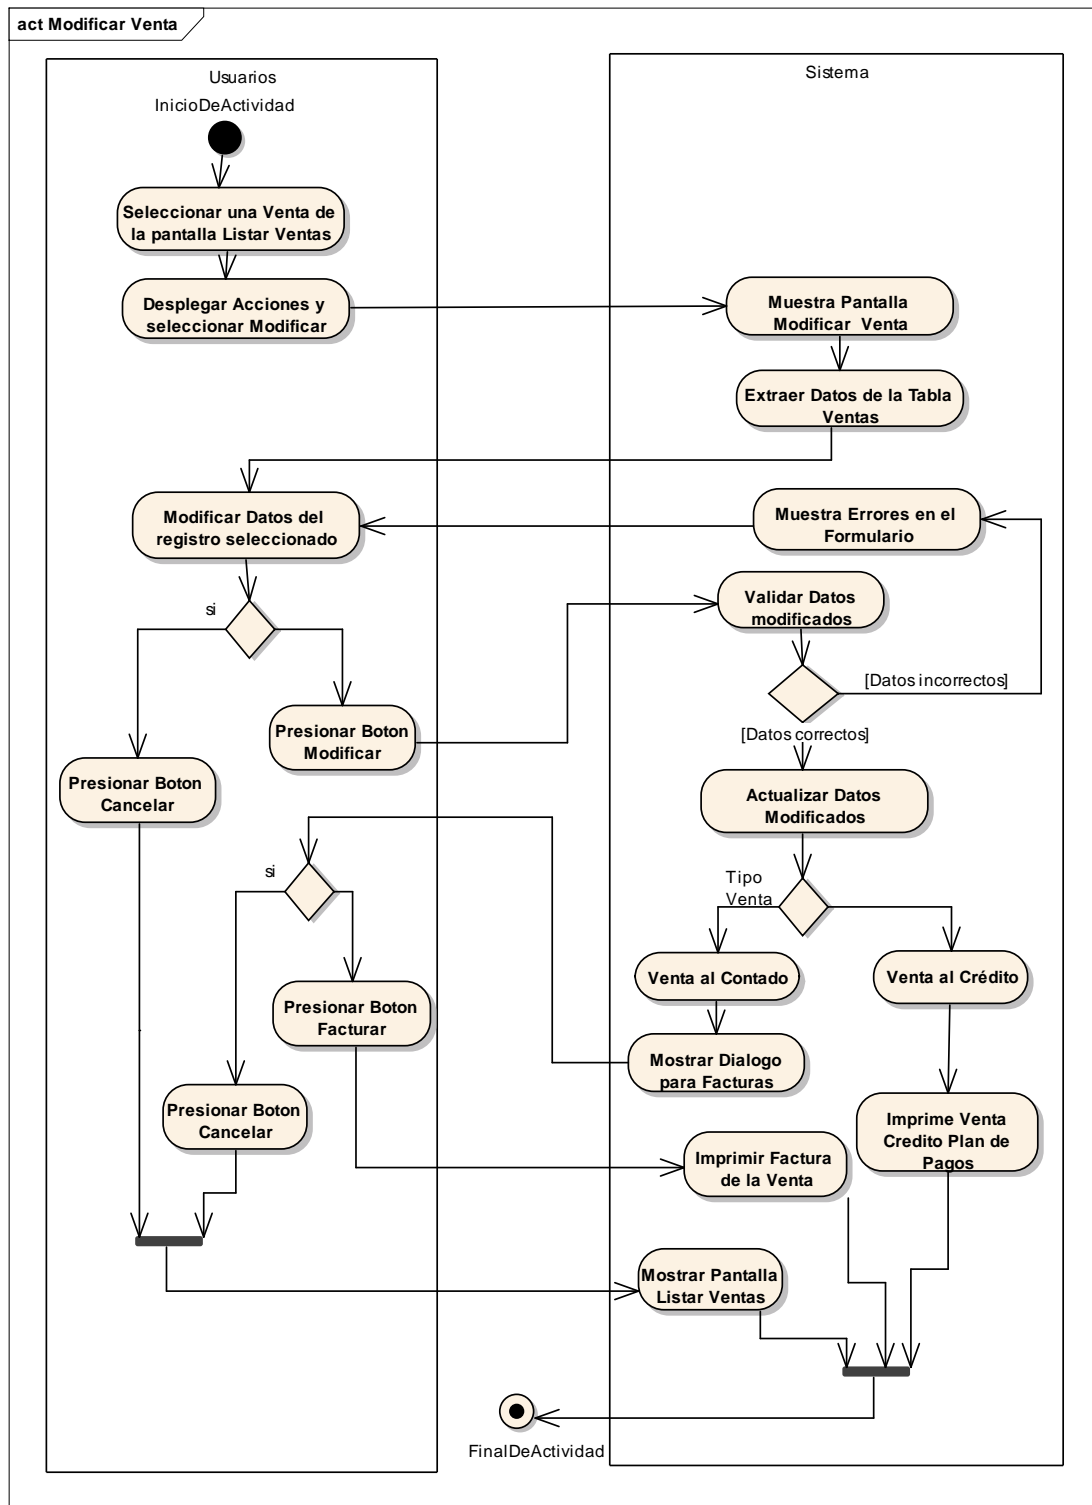 act Modificar Venta
Usuarios
Sistema
InicioDeActividad
Seleccionar una Venta de
la pantalla Listar Ventas
Desplegar Acciones y
seleccionar Modificar
Muestra Pantalla
Modificar Venta
Extraer Datos de la Tabla
Ventas
Modificar Datos del
registro seleccionado
Muestra Errores en el
Formulario
Validar Datos
modificados
si
[Datos incorrectos]
Presionar Boton
Modificar
[Datos correctos]
Presionar Boton
Cancelar
Actualizar Datos
Modificados
si
Tipo
Venta
Venta al Contado
Venta al Crédito
Presionar Boton
Facturar
Mostrar Dialogo
para Facturas
Presionar Boton
Cancelar
Imprime Venta
Credito Plan de
Pagos
Imprimir Factura
de la Venta
Mostrar Pantalla
Listar Ventas
FinalDeActividad